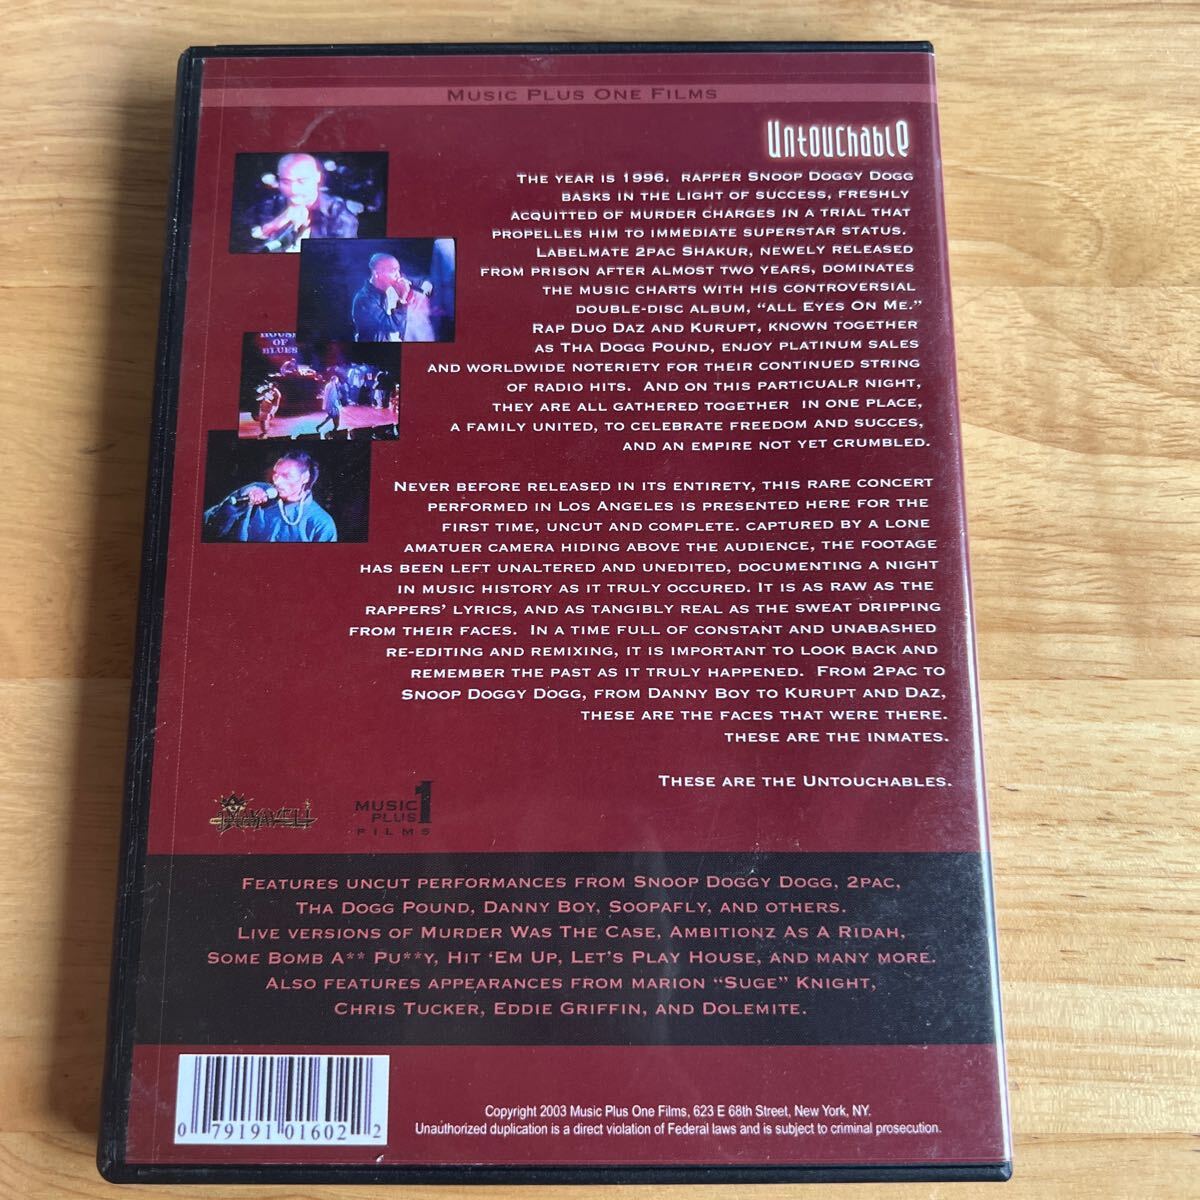 MUSIC PLUS ONE FILMS
Untouchable
THE YEAR IS 1996. RAPPER SNOOP DOGGY DOGG
BASKS IN THE LIGHT OF SUCCESS, FRESHLY
ACQUITTED OF MURDER CHARGES IN A TRIAL THAT
PROPELLES HIM TO IMMEDIATE SUPERSTAR STATUS.
LABELMATE 2PAC SHAKUR, NEWELY RELEASED
FROM PRISON AFTER ALMOST TWO YEARS, DOMINATES
THE MUSIC CHARTS WITH HIS CONTROVERSIAL
DOUBLE-DISC ALBUM, “ALL EYES ON ME.”
RAP DUO DAZ AND KURUPT, KNOWN TOGETHER
AS THA DOGG POUND, ENJOY PLATINUM SALES
AND WORLDWIDE NOTERIETY FOR THEIR CONTINUED STRING
OF RADIO HITS. AND ON THIS PARTICUALR NIGHT,
THEY ARE ALL GATHERED TOGETHER IN ONE PLACE,
A FAMILY UNITED, TO CELEBRATE FREEDOM AND SUCCES,
AND AN EMPIRE NOT YET CRUMBLED.
HOUSE
OF
BLUES
NEVER BEFORE RELEASED IN ITS ENTIRETY, THIS RARE CONCERT
PERFORMED IN LOS ANGELES IS PRESENTED HERE FOR THE
FIRST TIME, UNCUT AND COMPLETE. CAPTURED BY A LONE
AMATUER CAMERA HIDING ABOVE THE AUDIENCE, THE FOOTAGE
HAS BEEN LEFT UNALTERED AND UNEDITED, DOCUMENTING A NIGHT
IN MUSIC HISTORY AS IT TRULY OCCURED. IT IS AS RAW AS THE
RAPPERS’ LYRICS, AND AS TANGIBLY REAL AS THE SWEAT DRIPPING
FROM THEIR FACES. IN A TIME FULL OF CONSTANT AND UNABASHED
RE-EDITING AND REMIXING, IT IS IMPORTANT TO LOOK BACK AND
REMEMBER THE PAST AS IT TRULY HAPPENED. FROM 2PAC TO
SNOOP DOGGY DOGG, FROM DANNY BOY TO KURUPT AND DAZ,
THESE ARE THE FACES THAT WERE THERE.
THESE ARE THE INMATES.
THESE ARE THE UNTOUCHABLES.
MAKAVELI
MUSIC
PLUS 1
FILMS
FEATURES UNCUT PERFORMANCES FROM SNOOP DOGGY DOGG, 2PAC,
THA DOGG POUND, DANNY BOY, SOOPAFLY, AND OTHERS.
LIVE VERSIONS OF MURDER WAS THE CASE, AMBITIONZ AS A RIDAH,
SOME BOMB A** PU**Y, HIT ‘EM UP, LET’S PLAY HOUSE, AND MANY MORE.
ALSO FEATURES APPEARANCES FROM MARION “SUGE” KNIGHT,
CHRIS TUCKER, EDDIE GRIFFIN, AND DOLEMITE.
0 79191 01602 2
Copyright 2003 Music Plus One Films, 623 E 68th Street, New York, NY.
Unauthorized duplication is a direct violation of Federal laws and is subject to criminal prosecution.